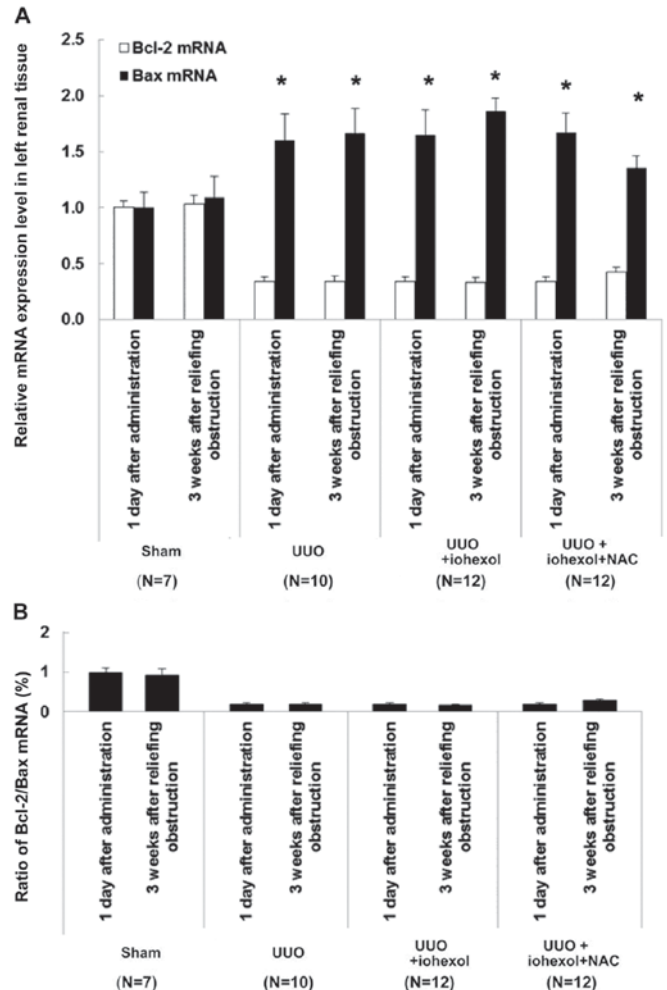 A
Relative mRNA expression level in left renal tissue
2.5
2.0
1.5
1.0
0.5
0.0
Bcl-2 mRNA
Bax mRNA
* * * * * *
1 day after administration
3 weeks after reliefing
obstruction
1 day after administration
3 weeks after reliefing
obstruction
1 day after administration
3 weeks after reliefing
obstruction
1 day after administration
3 weeks after reliefing
obstruction
Sham
(N=7)
UUO
(N=10)
UUO
+iohexol
(N=12)
UUO +
iohexol+NAC
(N=12)
B
Ratio of Bcl-2/Bax mRNA (%)
2
1
0
1 day after administration
3 weeks after reliefing
obstruction
1 day after administration
3 weeks after reliefing
obstruction
1 day after administration
3 weeks after reliefing
obstruction
1 day after administration
3 weeks after reliefing
obstruction
Sham
(N=7)
UUO
(N=10)
UUO
+iohexol
(N=12)
UUO +
iohexol+NAC
(N=12)